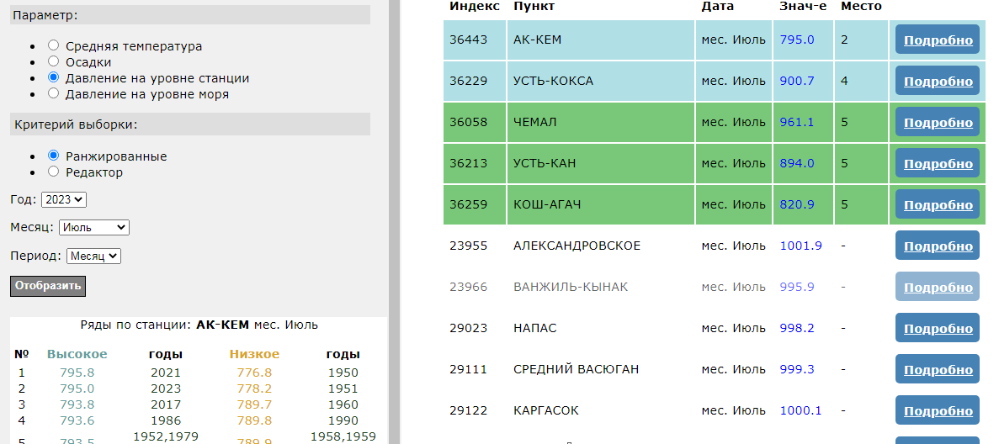 Параметр:
Средняя температура
Осадки
Давление на уровне станции
Давление на уровне моря
Критерий выборки:
Ранжированные
Редактор
Год: 2023
Месяц: Июль
Период: Месяц
Отобразить
Ряды по станции: АК-КЕМ мес. Июль
№ Высокое годы Низкое годы
1 795.8 2021 776.8 1950
2 795.0 2023 778.2 1951
3 793.8 2017 789.7 1960
4 793.6 1986 789.8 1990
5 793.5 1952,1979 789.9 1958,1959
Индекс Пункт Дата Знач-е Место
36443 АК-КЕМ мес. Июль 795.0 2 Подробно
36229 УСТЬ-КОКСА мес. Июль 900.7 4 Подробно
36058 ЧЕМАЛ мес. Июль 961.1 5 Подробно
36213 УСТЬ-КАН мес. Июль 894.0 5 Подробно
36259 КОШ-АГАЧ мес. Июль 820.9 5 Подробно
23955 АЛЕКСАНДРОВСКОЕ мес. Июль 1001.9 - Подробно
23966 ВАНЖИЛЬ-КЫНАК мес. Июль 995.9 - Подробно
29023 НАПАС мес. Июль 998.2 - Подробно
29111 СРЕДНИЙ ВАСЮГАН мес. Июль 999.3 - Подробно
29122 КАРГАСОК мес. Июль 1000.1 - Подробно